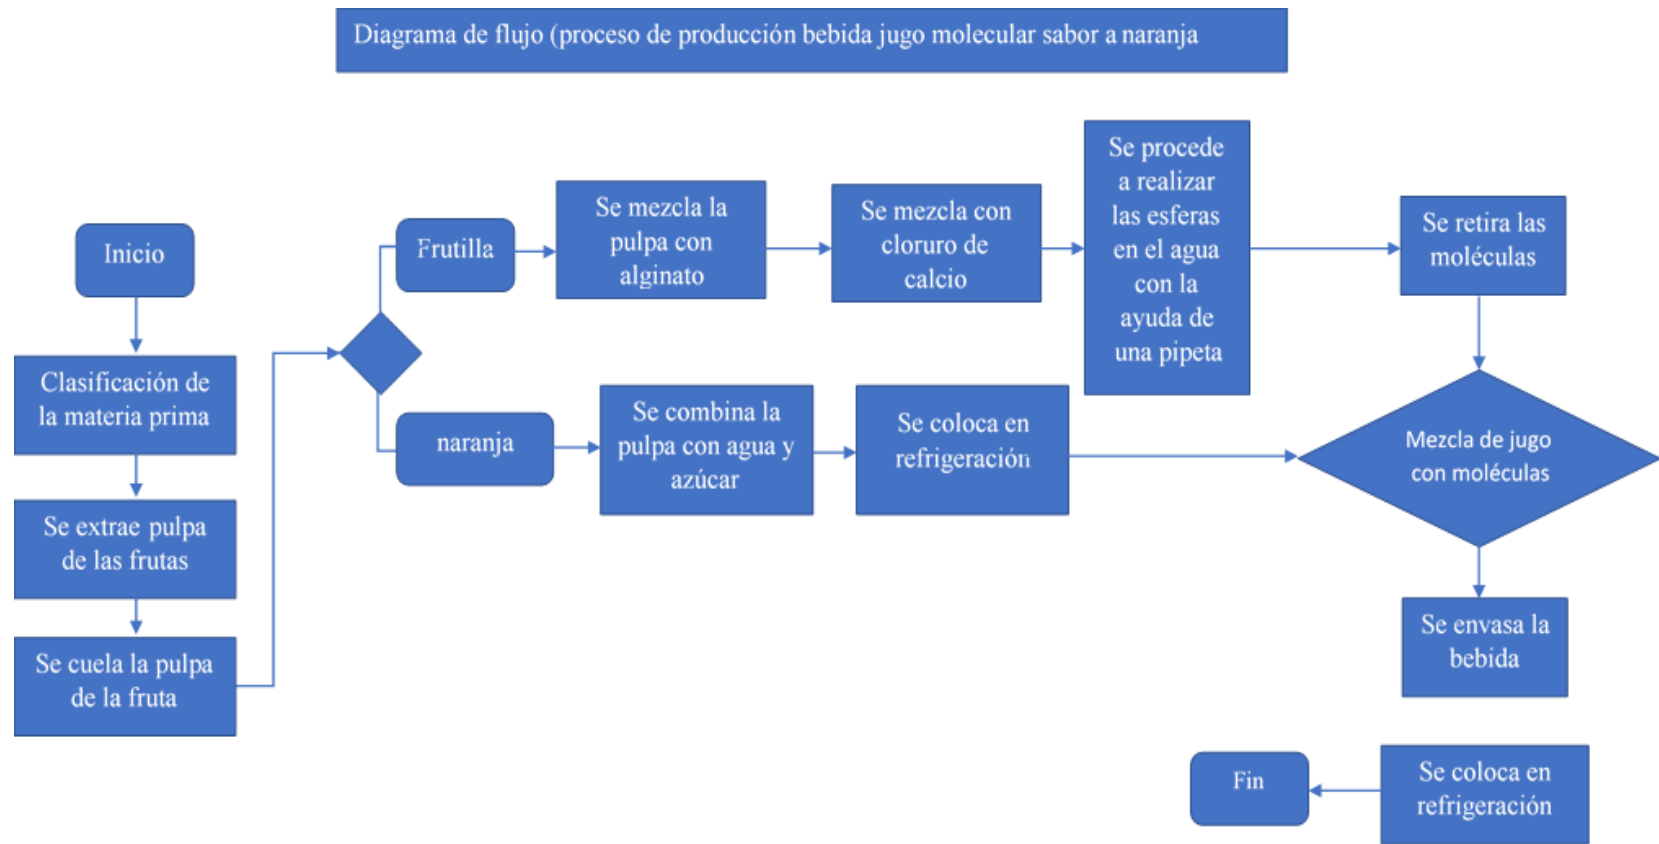 Diagrama de flujo (proceso de producción bebida jugo molecular sabor a naranja
Inicio
Clasificación de
la materia prima
Se extrae pulpa
de las frutas
Se cuela la pulpa
de la fruta
Frutilla
Se mezcla la
pulpa con
alginato
Se mezcla con
cloruro de
calcio
Se procede
a realizar
las esferas
en el agua
con la
ayuda de
una pipeta
Se retira las
moléculas
naranja
Se combina la
pulpa con agua y
azúcar
Se coloca en
refrigeración
Mezcla de jugo
con moléculas
Se envasa la
bebida
Se coloca en
refrigeración
Fin